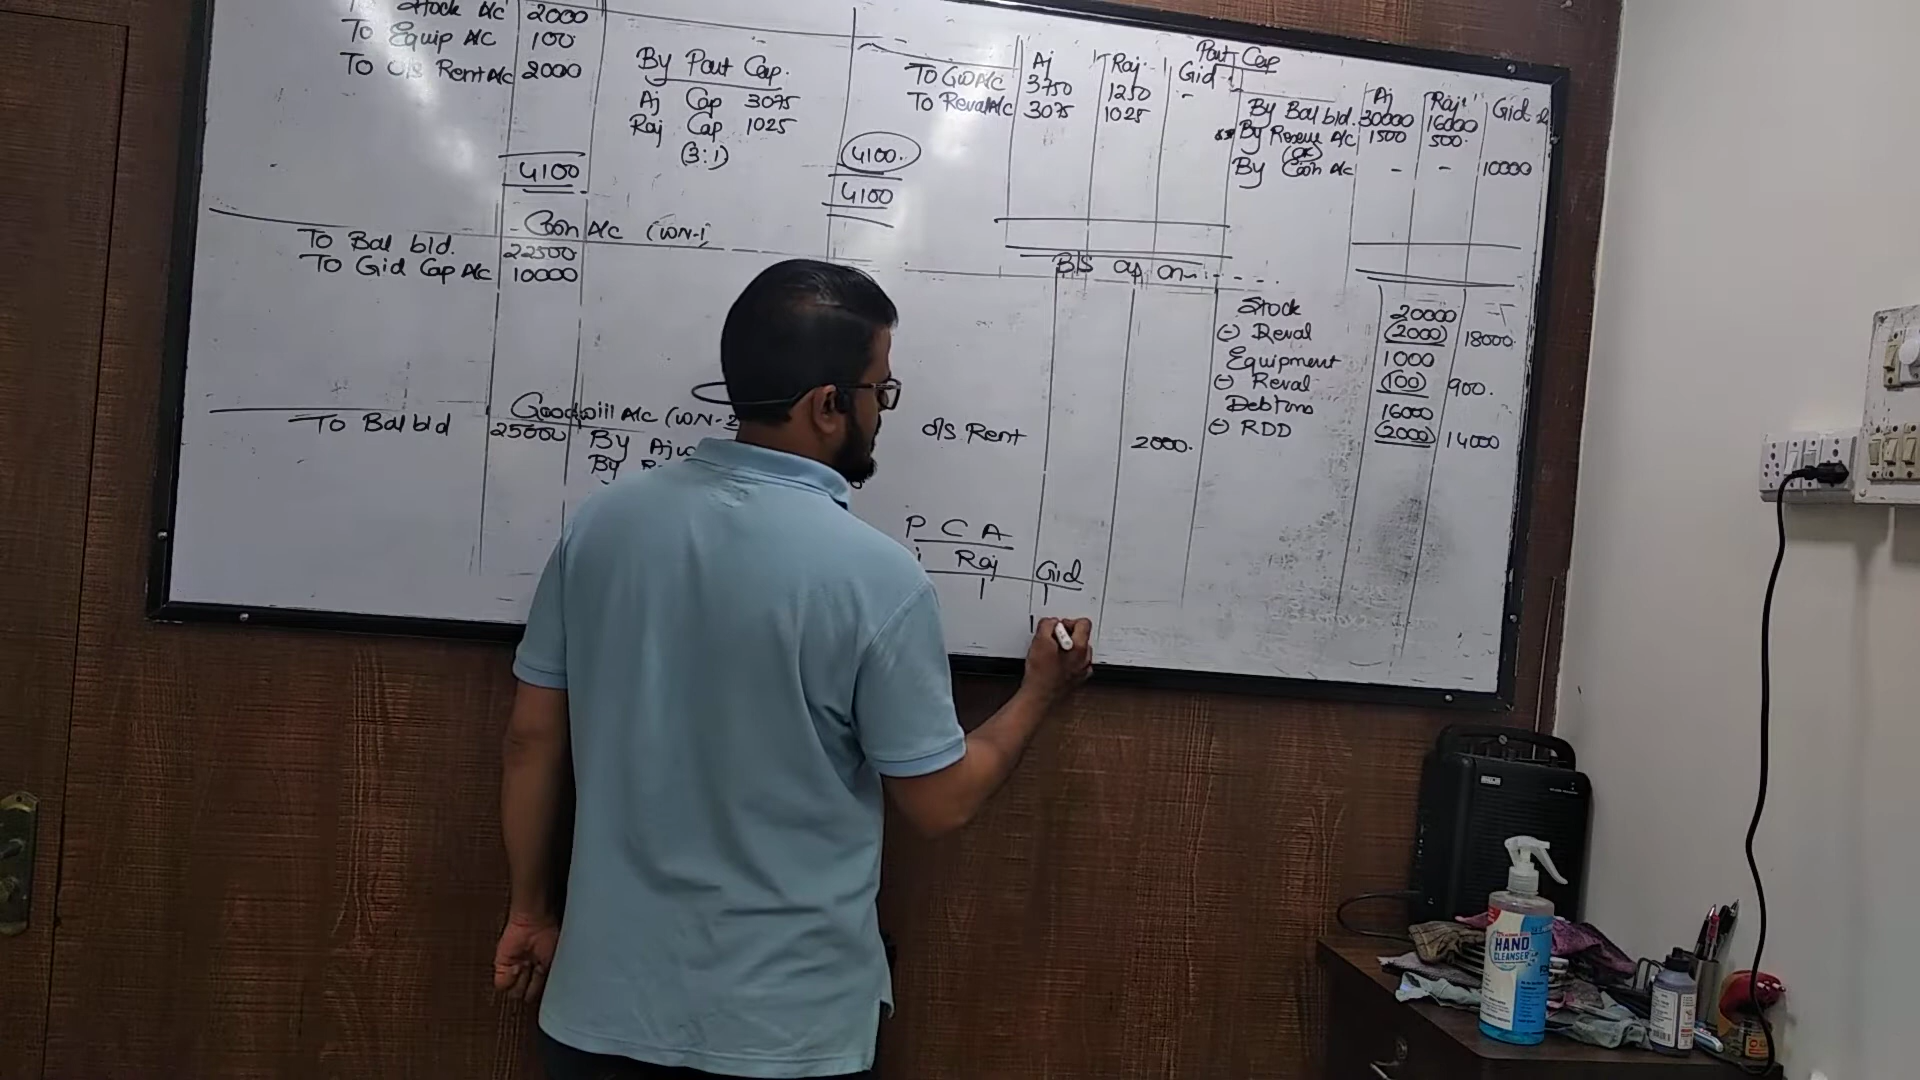 To Stock A/c 2000
To Equip A/c 100
To O/s Rent A/c 2000
4100
By Part Cap.
Aj Cap 3075
Raj Cap 1025
(3:1)
4100.
4100
Cash A/c (WN-1)
To Bal b/d. 22500
To Gid Cap A/c 10000
Goodwill A/c (WN-2
To Bal b/d 25000
By Aj
By R
Part Cap
Aj Raj Gid
To GW A/c 3750 1250 -
To Reval A/c 3075 1025
Aj Raj Gid
By Bal b/d. 30000 16000
By Reserve A/c 1500 500.
By Cash A/c - - 10000
B/S as on
O/S Rent 2000.
Stock 20000
(-) Reval (2000) 18000.
Equipment 1000
(-) Reval (100) 900.
Debtors 16000
(-) RDD (2000) 14000
P C A
Raj Gid
HAND
CLEANSER